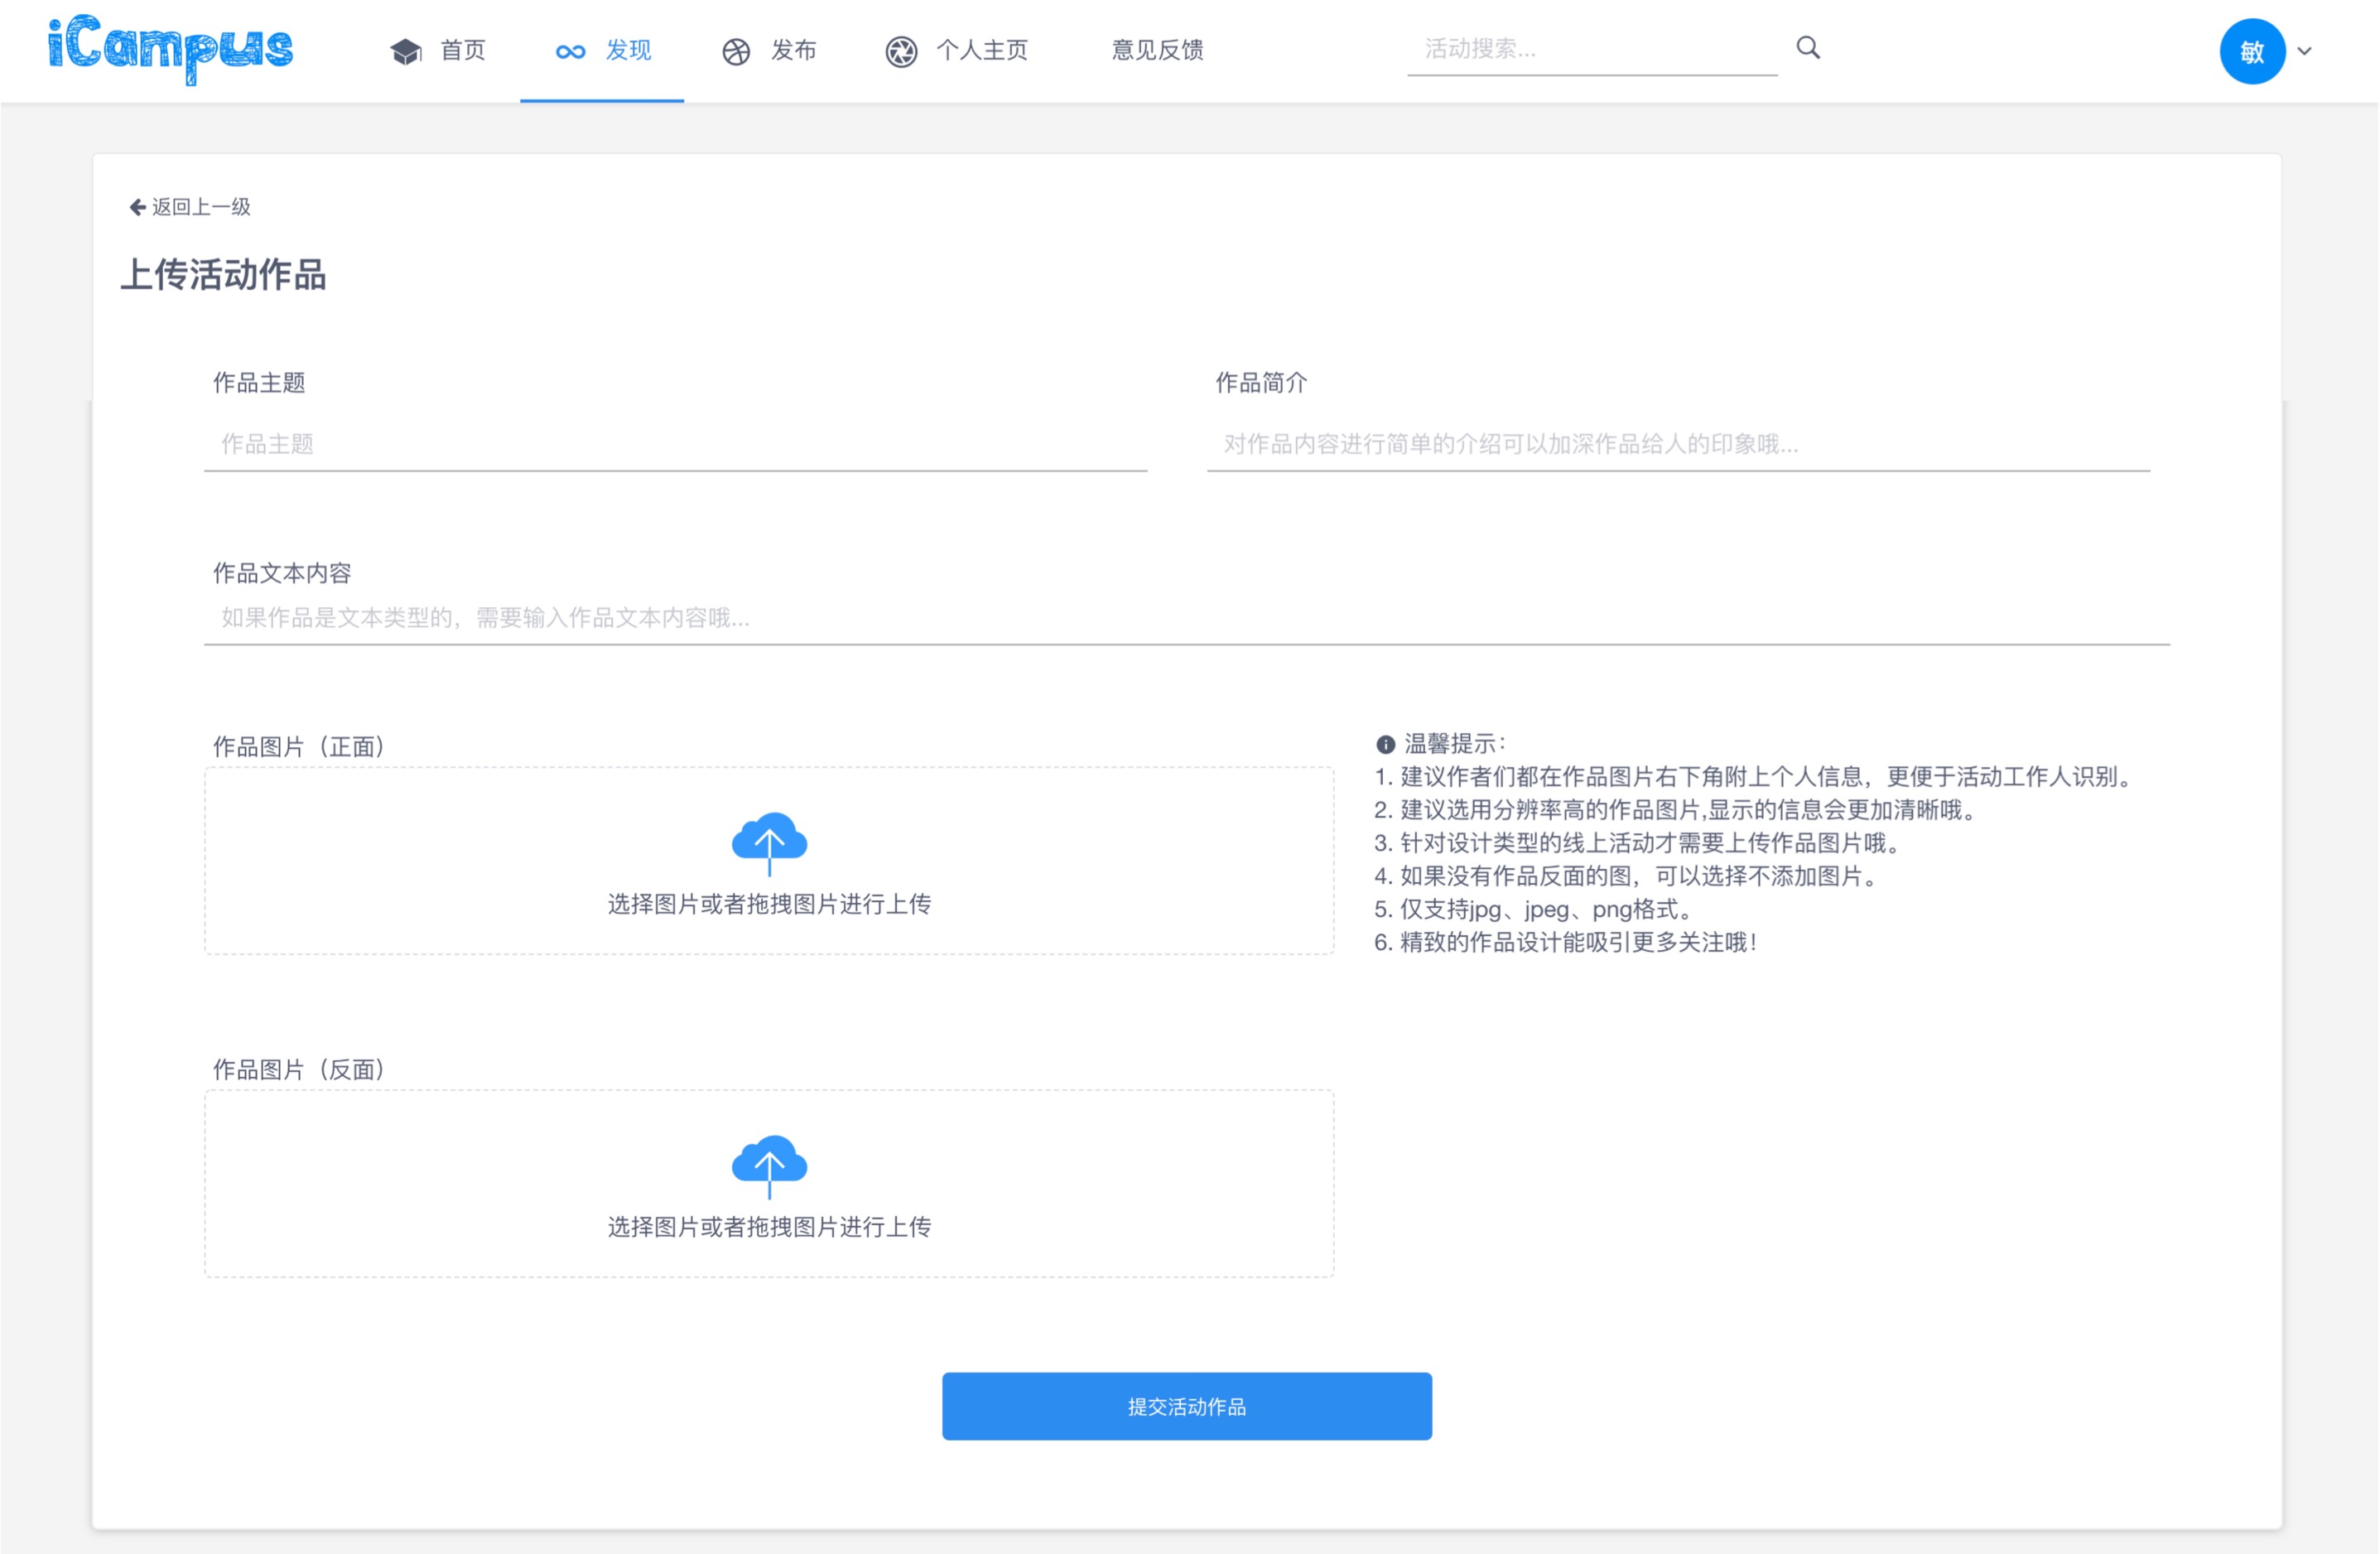 iCampus 首页 发现 发布 个人主页 意见反馈 活动搜索... 敏
返回上一级
上传活动作品
作品主题 作品简介
作品主题 对作品内容进行简单的介绍可以加深作品给人的印象哦...
作品文本内容
如果作品是文本类型的，需要输入作品文本内容哦...
作品图片（正面）
选择图片或者拖拽图片进行上传
温馨提示：
1. 建议作者们都在作品图片右下角附上个人信息，更便于活动工作人识别。
2. 建议选用分辨率高的作品图片,显示的信息会更加清晰哦。
3. 针对设计类型的线上活动才需要上传作品图片哦。
4. 如果没有作品反面的图，可以选择不添加图片。
5. 仅支持jpg、jpeg、png格式。
6. 精致的作品设计能吸引更多关注哦！
作品图片（反面）
选择图片或者拖拽图片进行上传
提交活动作品